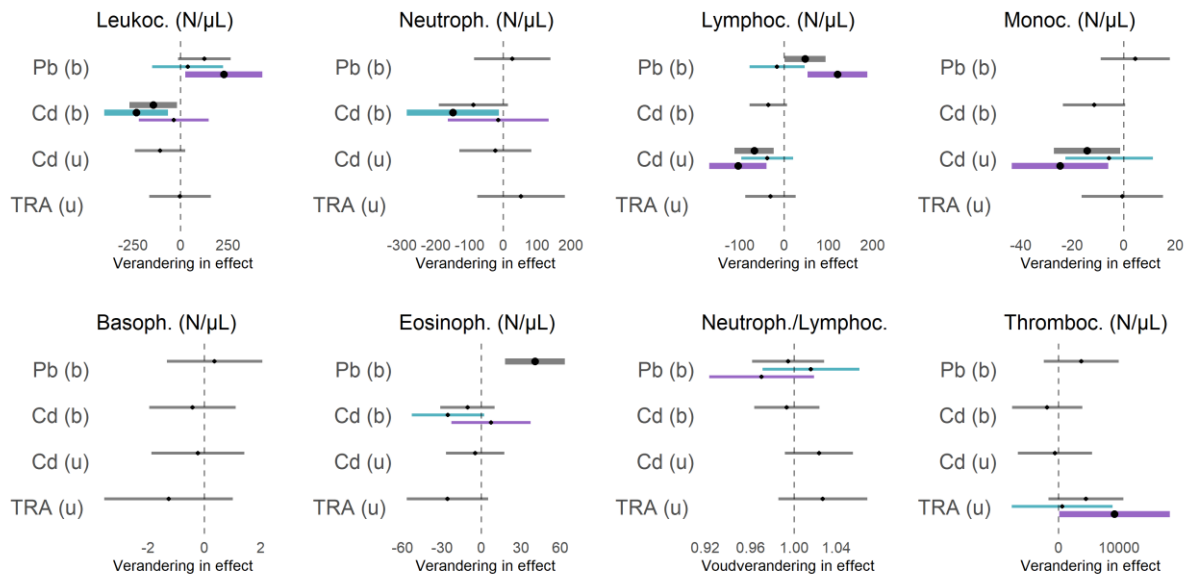 Leukoc. (N/µL)
Neutroph. (N/µL)
Lymphoc. (N/µL)
Monoc. (N/µL)
Pb (b)
Cd (b)
Cd (u)
TRA (u)
-250 0 250
Verandering in effect
Pb (b)
Cd (b)
Cd (u)
TRA (u)
-300 -200 -100 0 100 200
Verandering in effect
Pb (b)
Cd (b)
Cd (u)
TRA (u)
-100 0 100 200
Verandering in effect
Pb (b)
Cd (b)
Cd (u)
TRA (u)
-40 -20 0 20
Verandering in effect
Basoph. (N/µL)
Eosinoph. (N/µL)
Neutroph./Lymphoc.
Thromboc. (N/µL)
Pb (b)
Cd (b)
Cd (u)
TRA (u)
-2 0 2
Verandering in effect
Pb (b)
Cd (b)
Cd (u)
TRA (u)
-60 -30 0 30 60
Verandering in effect
Pb (b)
Cd (b)
Cd (u)
TRA (u)
0.92 0.96 1.00 1.04
Voudverandering in effect
Pb (b)
Cd (b)
Cd (u)
TRA (u)
0 10000
Verandering in effect